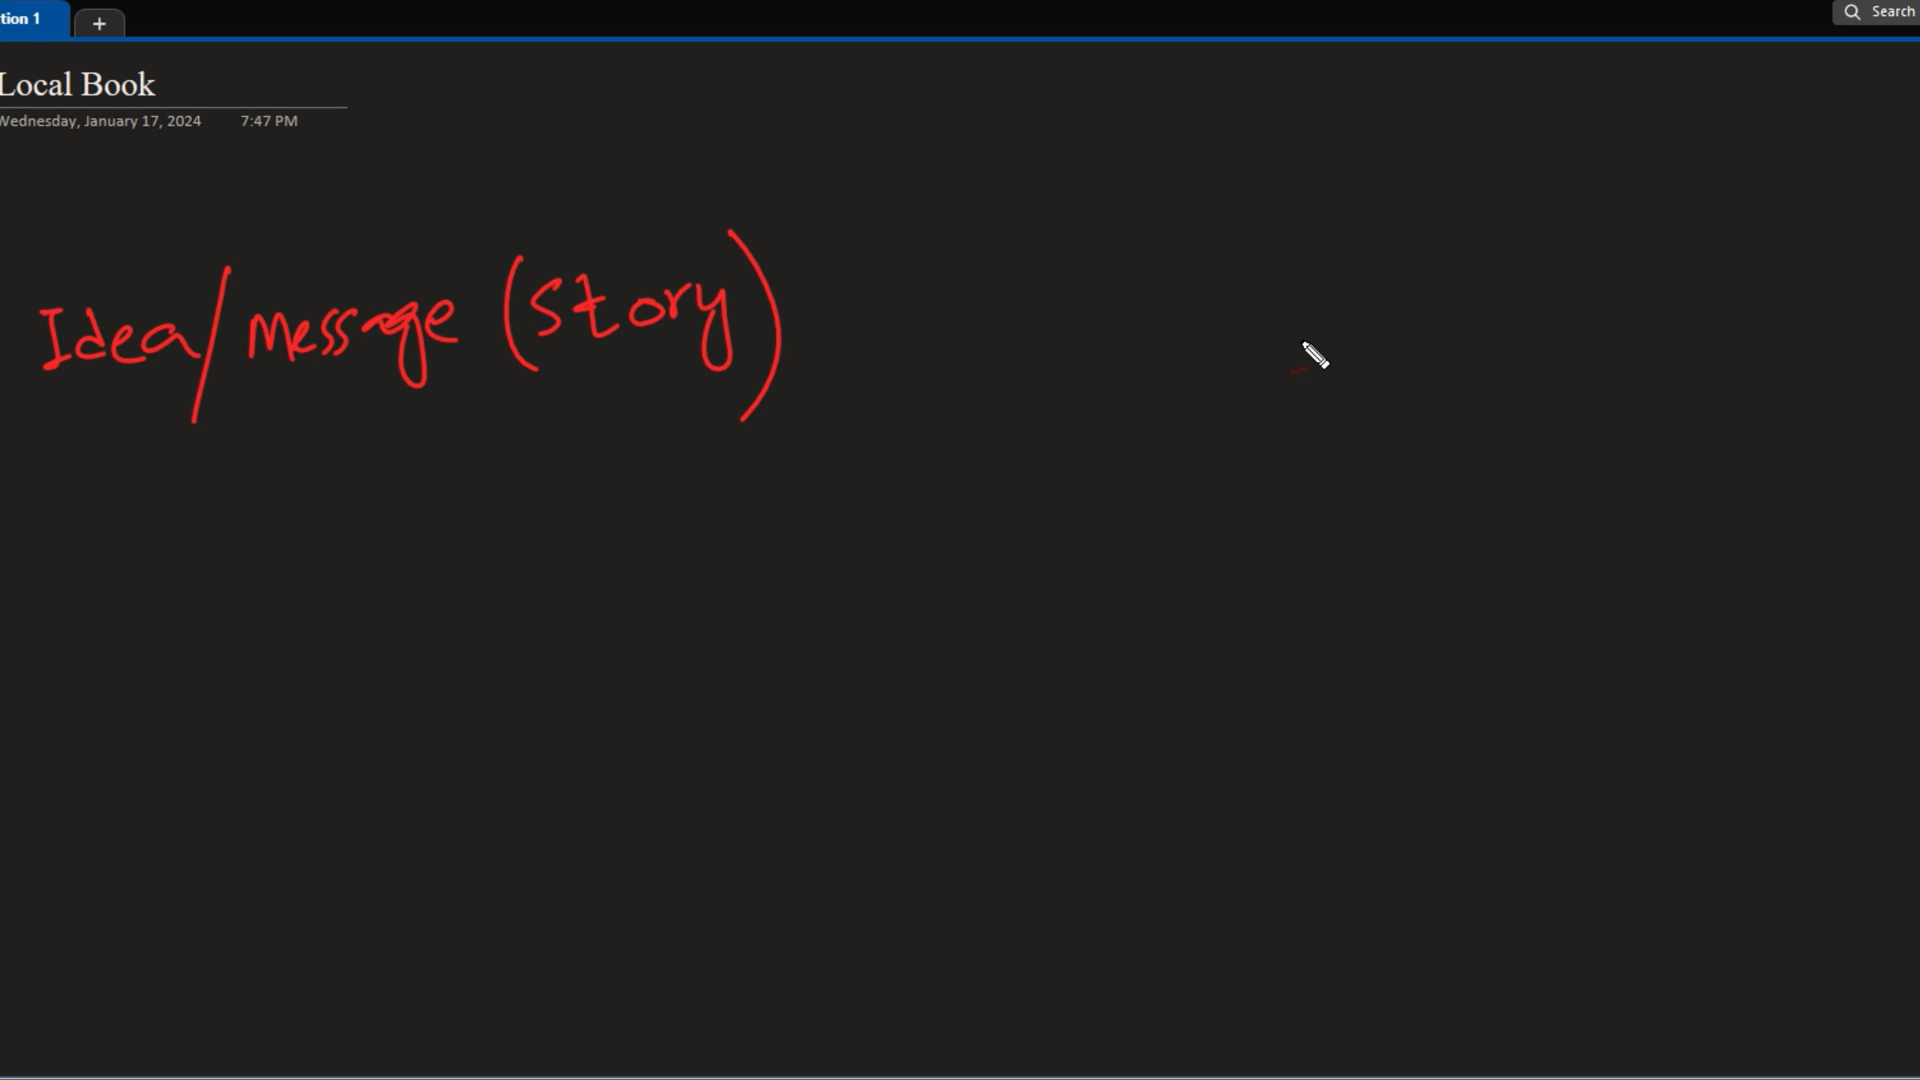 tion 1 +
Search
Local Book
Wednesday, January 17, 2024 7:47 PM
Idea/Message (Story)